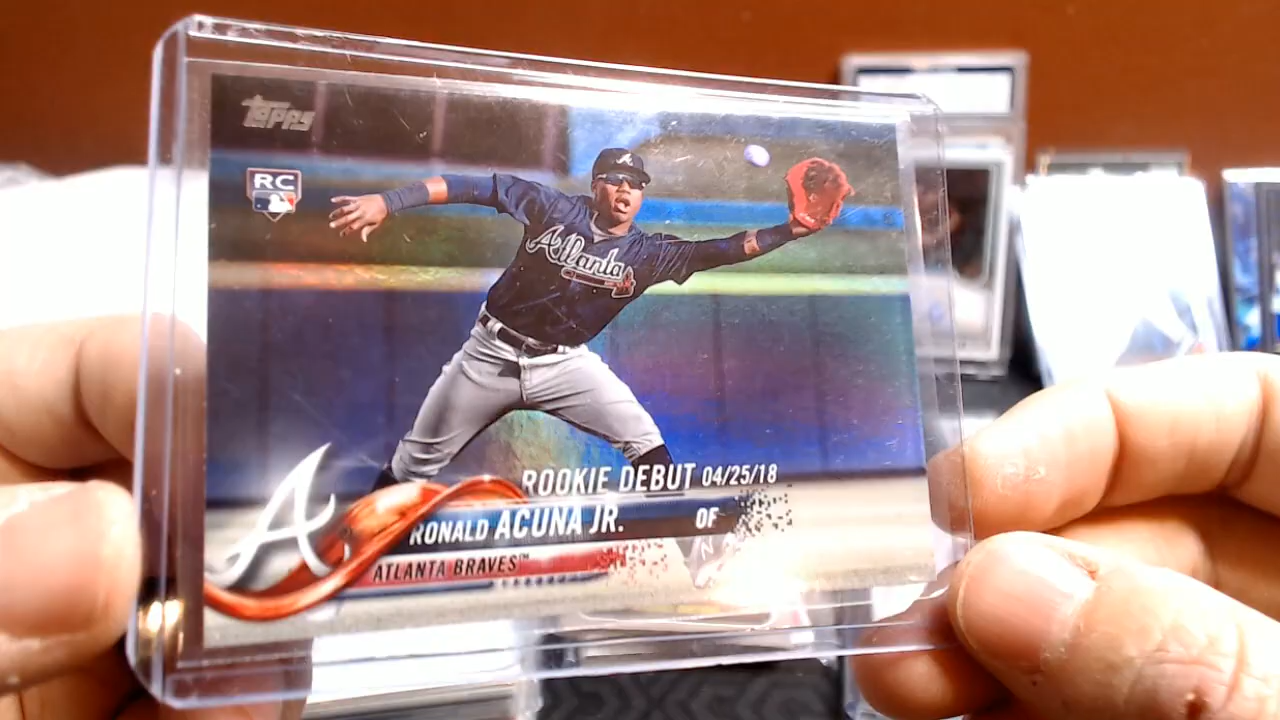 TOPPS
RC
A
Atlanta
ROOKIE DEBUT 04/25/18
RONALD ACUNA JR. OF
ATLANTA BRAVES™
A